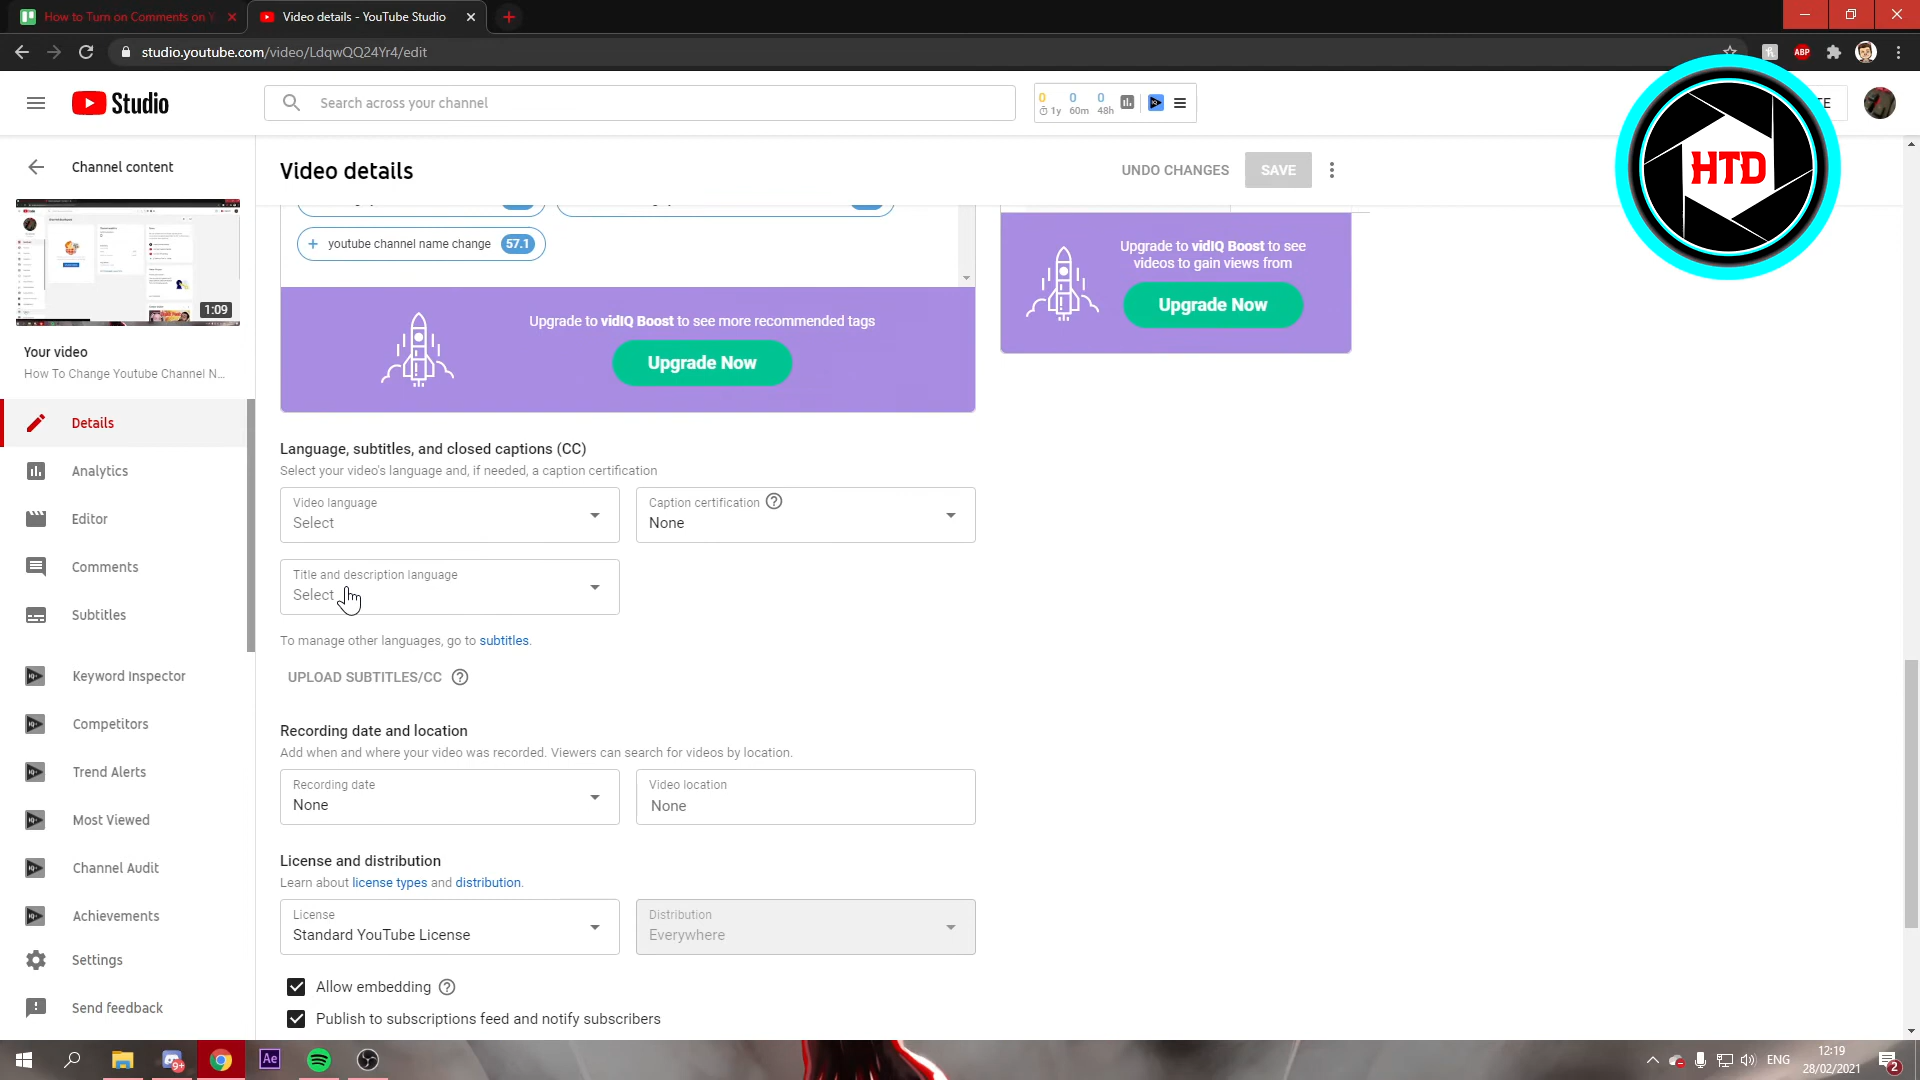 How to Turn on Comments on Y
Video details - YouTube Studio
studio.youtube.com/video/LdqwQQ24Yr4/edit
ABP
Studio
Search across your channel
0 0 0
1y 60m 48h
TE
HTD
Channel content
Video details
UNDO CHANGES
SAVE
1:09
+ youtube channel name change 57.1
Upgrade to vidIQ Boost to see more recommended tags
Upgrade Now
Upgrade to vidIQ Boost to see
videos to gain views from
Upgrade Now
Your video
How To Change Youtube Channel N...
Details
Analytics
Editor
Comments
Subtitles
Keyword Inspector
Competitors
Trend Alerts
Most Viewed
Channel Audit
Achievements
Settings
Send feedback
Language, subtitles, and closed captions (CC)
Select your video's language and, if needed, a caption certification
Video language
Select
Caption certification ?
None
Title and description language
Select
To manage other languages, go to subtitles.
UPLOAD SUBTITLES/CC ?
Recording date and location
Add when and where your video was recorded. Viewers can search for videos by location.
Recording date
None
Video location
None
License and distribution
Learn about license types and distribution.
License
Standard YouTube License
Distribution
Everywhere
Allow embedding ?
Publish to subscriptions feed and notify subscribers
9+
Ae
ENG
12:19
28/02/2021
2